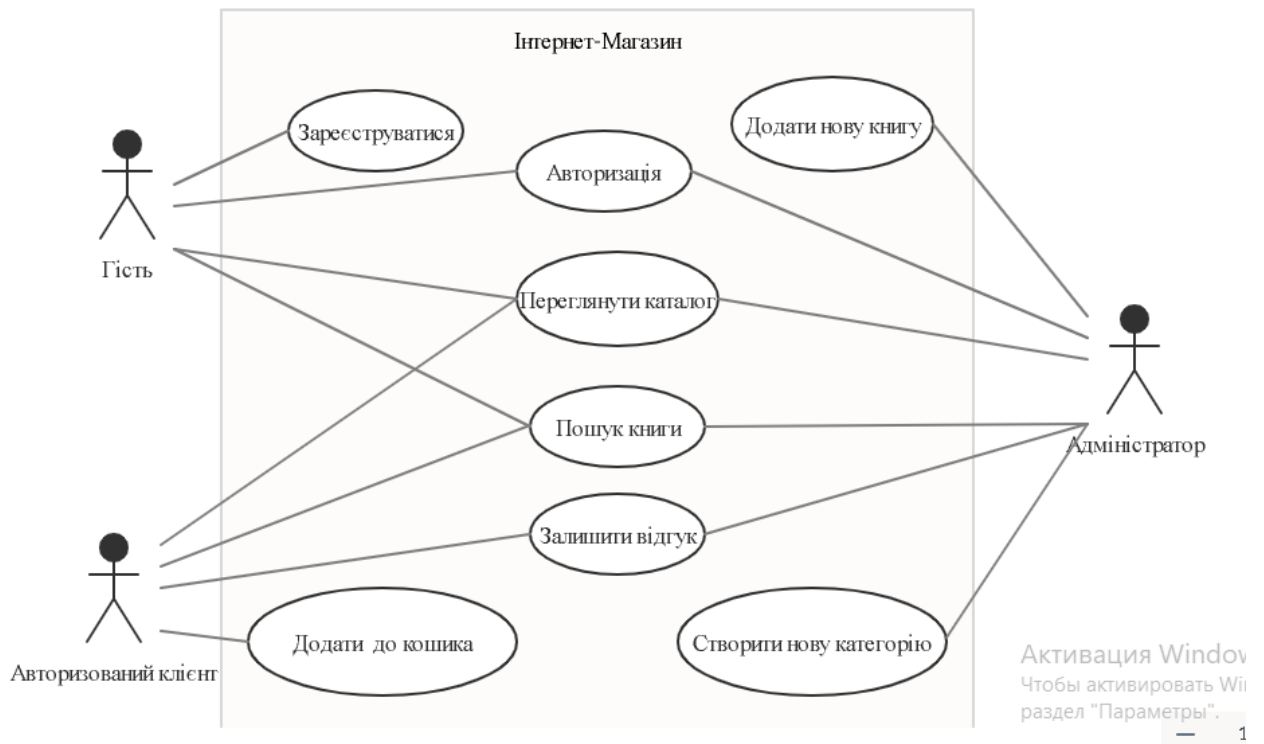 Інтернет-Магазин
Зареєструватися
Додати нову книгу
Авторизація
Гість
Переглянути каталог
Пошук книги
Адміністратор
Залишити відгук
Додати до кошика
Створити нову категорію
Авторизований клієнт
Активация Window
Чтобы активировать Wi
раздел "Параметры".
1